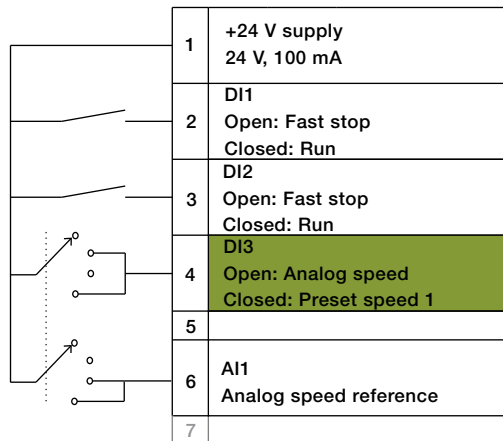 1
+24 V supply
24 V, 100 mA
2
DI1
Open: Fast stop
Closed: Run
3
DI2
Open: Fast stop
Closed: Run
4
DI3
Open: Analog speed
Closed: Preset speed 1
5
6
AI1
Analog speed reference
7